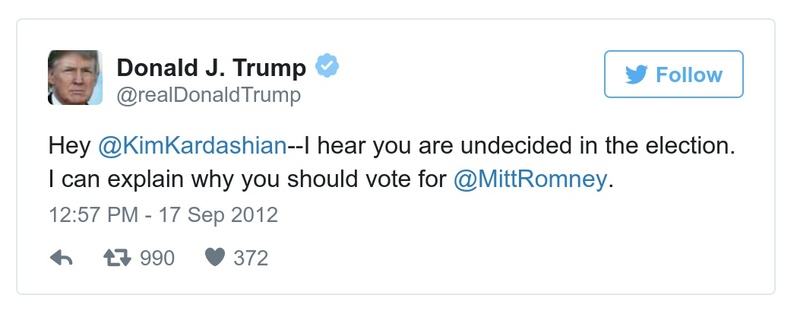 Donald J. Trump
@realDonaldTrump
Follow
Hey @KimKardashian--I hear you are undecided in the election.
I can explain why you should vote for @MittRomney.
12:57 PM - 17 Sep 2012
990 372